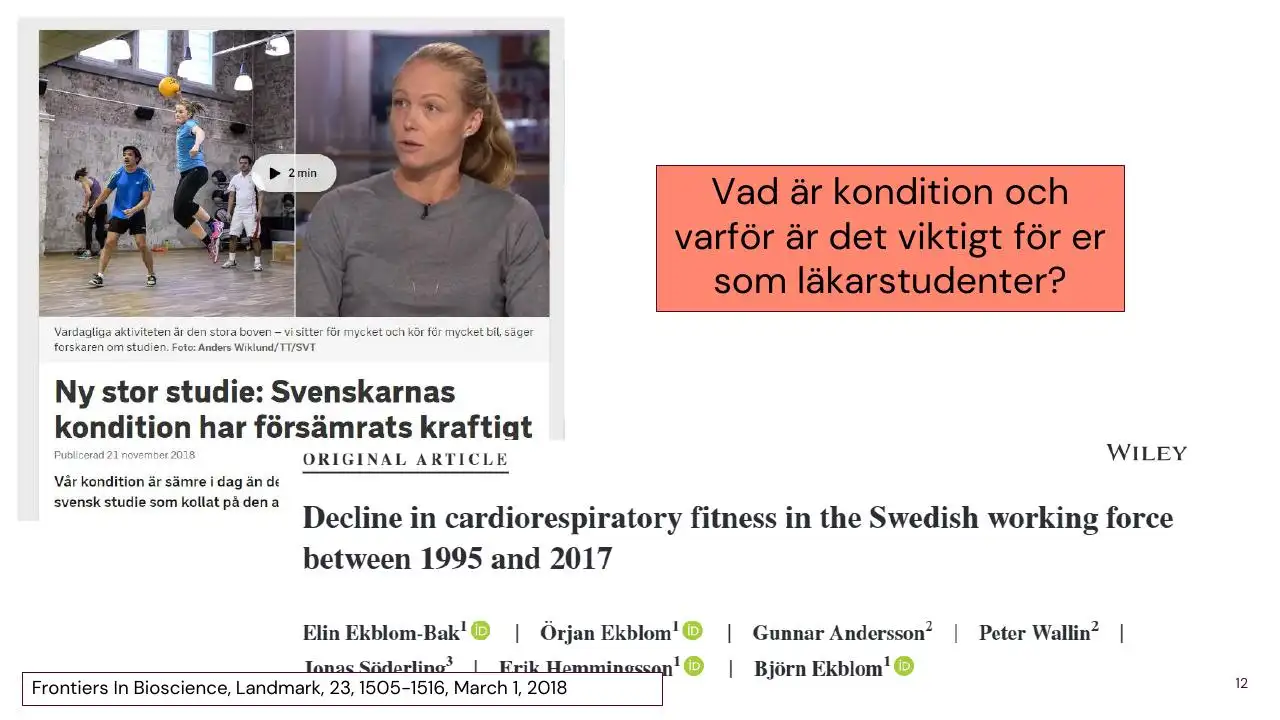 2 min
Vardagliga aktiviteten är den stora boven – vi sitter för mycket och kör för mycket bil, säger
forskaren om studien. Foto: Anders Wiklund/TT/SVT
Ny stor studie: Svenskarnas
kondition har försämrats kraftigt
Publicerad 21 november 2018
Vår kondition är sämre i dag än de
svensk studie som kollat på den a
Vad är kondition och
varför är det viktigt för er
som läkarstudenter?
ORIGINAL ARTICLE
WILEY
Decline in cardiorespiratory fitness in the Swedish working force
between 1995 and 2017
Elin Ekblom-Bak1 iD | Örjan Ekblom1 iD | Gunnar Andersson2 | Peter Wallin2 |
Jonas Söderling3 | Erik Hemmingsson1 iD | Björn Ekblom1 iD
Frontiers In Bioscience, Landmark, 23, 1505-1516, March 1, 2018
12